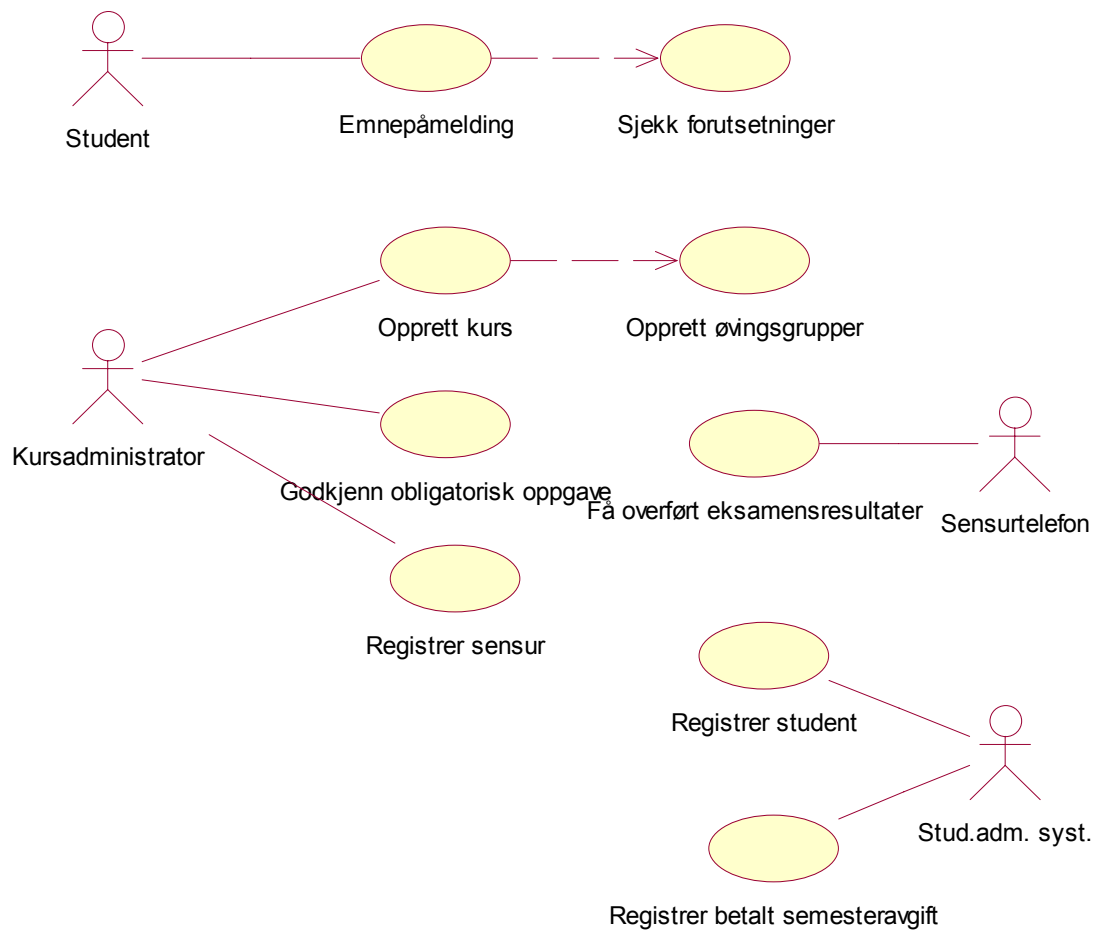 Student
Emnepåmelding
Sjekk forutsetninger
Opprett kurs
Opprett øvingsgrupper
Kursadministrator
Godkjenn obligatorisk oppgave
Få overført eksamensresultater
Sensurtelefon
Registrer sensur
Registrer student
Stud.adm. syst.
Registrer betalt semesteravgift